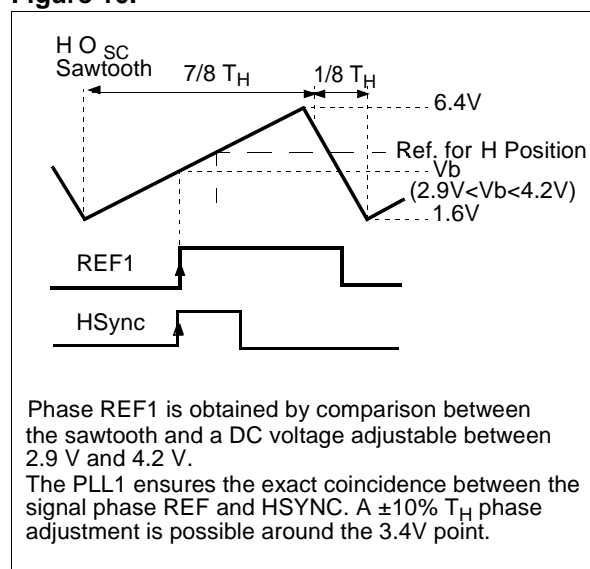 Figure 10:
H O SC
Sawtooth
7/8 TH
1/8 TH
6.4V
Ref. for H Position
Vb
(2.9V<Vb<4.2V)
1.6V
REF1
HSync
Phase REF1 is obtained by comparison between
the sawtooth and a DC voltage adjustable between
2.9 V and 4.2 V.
The PLL1 ensures the exact coincidence between the
signal phase REF and HSYNC. A ±10% TH phase
adjustment is possible around the 3.4V point.